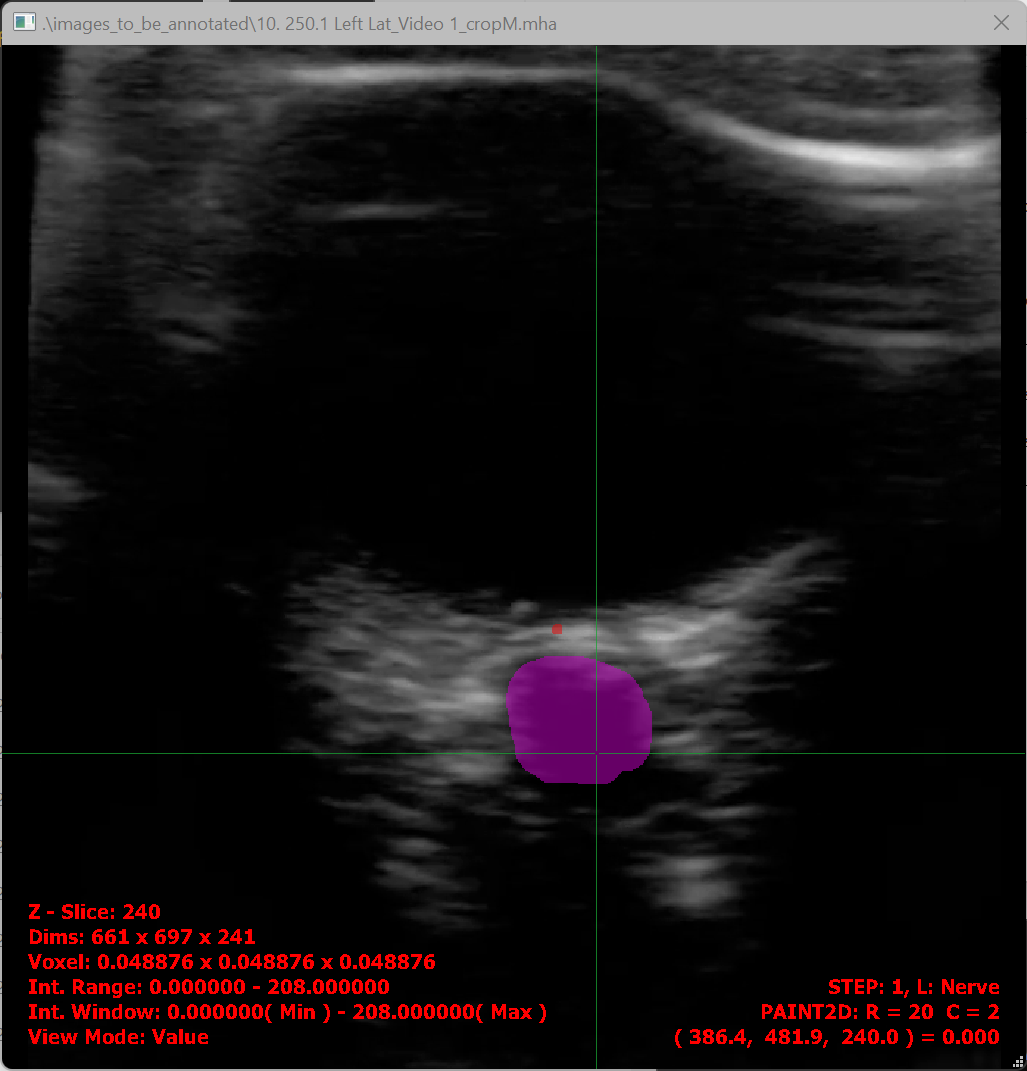 .\images_to_be_annotated\10. 250.1 Left Lat_Video 1_cropM.mha
Z - Slice: 240
Dims: 661 x 697 x 241
Voxel: 0.048876 x 0.048876 x 0.048876
Int. Range: 0.000000 - 208.000000
Int. Window: 0.000000( Min ) - 208.000000( Max )
View Mode: Value
STEP: 1, L: Nerve
PAINT2D: R = 20 C = 2
( 386.4, 481.9, 240.0 ) = 0.000